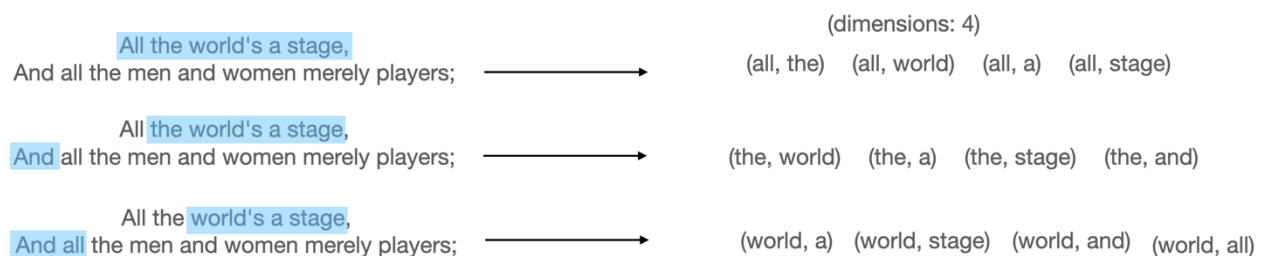 (dimensions: 4)
All the world's a stage,
And all the men and women merely players;
(all, the) (all, world) (all, a) (all, stage)
All the world's a stage,
And all the men and women merely players;
(the, world) (the, a) (the, stage) (the, and)
All the world's a stage,
And all the men and women merely players;
(world, a) (world, stage) (world, and) (world, all)